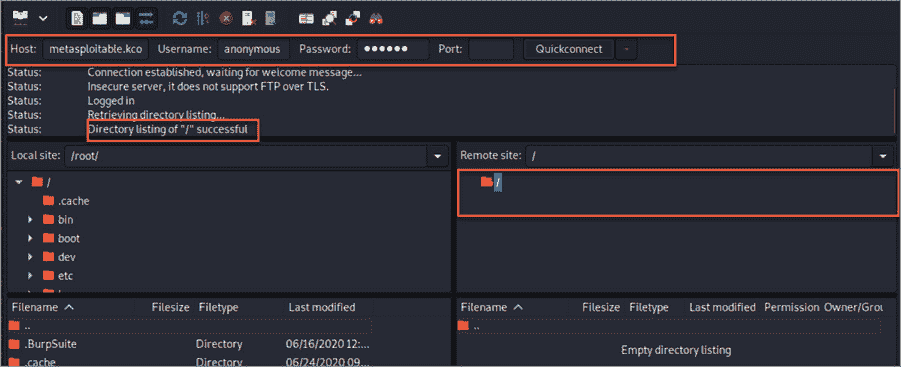 Host: metasploitable.kco Username: anonymous Password: ●●●●●● Port: Quickconnect
Status: Connection established, waiting for welcome message...
Status: Insecure server, it does not support FTP over TLS.
Status: Logged in
Status: Retrieving directory listing...
Status: Directory listing of "/" successful
Local site: /root/
/
.cache
bin
boot
dev
etc
Filename Filesize Filetype Last modified
..
.BurpSuite Directory 06/16/2020 12:...
.cache Directory 06/24/2020 09...
Remote site: /
/
Filename Filesize Filetype Last modified Permission Owner/Grou
..
Empty directory listing